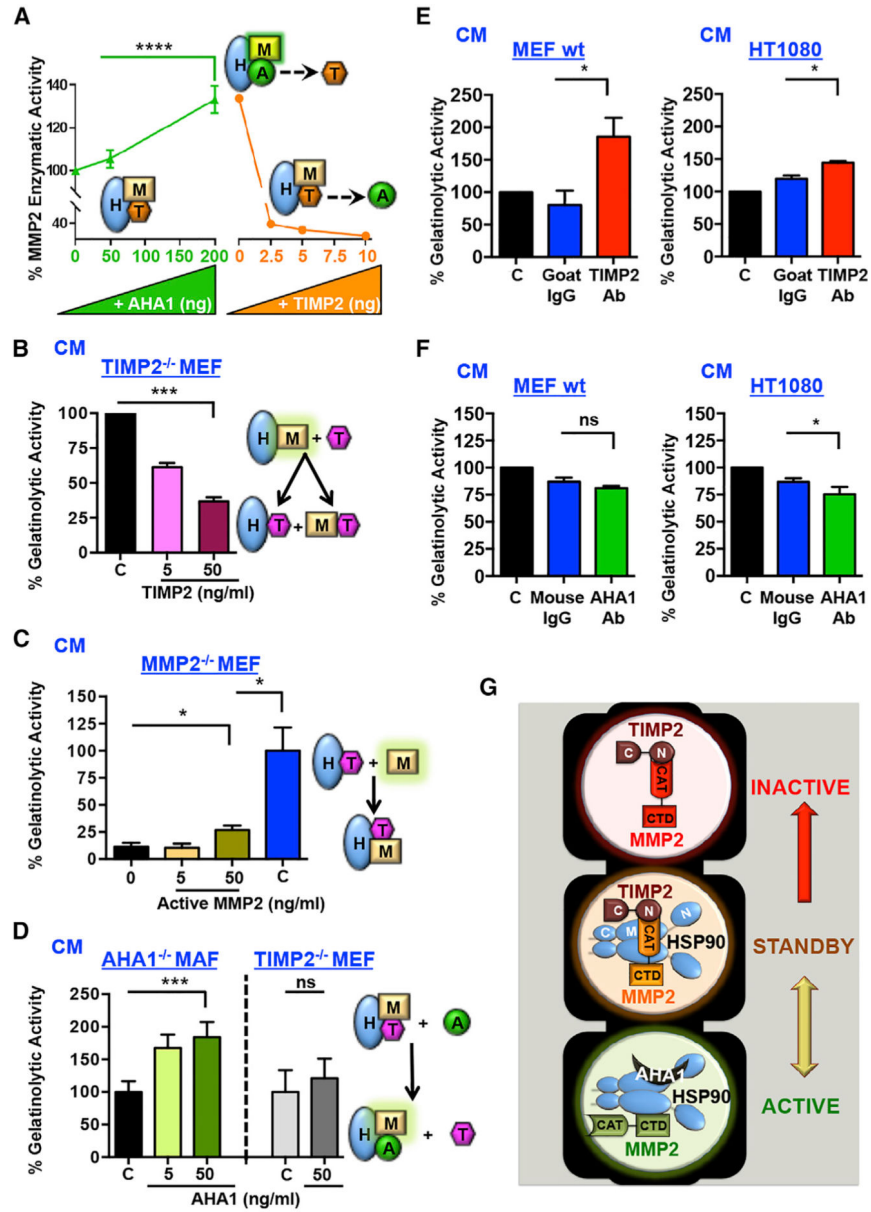 A
% MMP2 Enzymatic Activity
140
120
100
40
****
H M A T
H M T
H M T A
0 50 100 150 200
0 2.5 5 7.5 10
+ AHA1 (ng)
+ TIMP2 (ng)
B
CM
TIMP2-/- MEF
***
% Gelatinolytic Activity
100
75
50
25
0
C 5 50
TIMP2 (ng/ml)
H M + T
H T + M T
C
CM
MMP2-/- MEF
*
*
% Gelatinolytic Activity
150
125
100
75
50
25
0
0 5 50 C
Active MMP2 (ng/ml)
H T + M
H T M
D
CM
AHA1-/- MAF
TIMP2-/- MEF
***
ns
% Gelatinolytic Activity
250
200
150
100
50
0
C 5 50
C 50
AHA1 (ng/ml)
H M T + A
H M A + T
E
CM
MEF wt
*
% Gelatinolytic Activity
250
200
150
100
50
0
C Goat TIMP2
IgG Ab
CM
HT1080
*
% Gelatinolytic Activity
250
200
150
100
50
0
C Goat TIMP2
IgG Ab
F
CM
MEF wt
ns
% Gelatinolytic Activity
150
125
100
75
50
25
0
C Mouse AHA1
IgG Ab
CM
HT1080
*
% Gelatinolytic Activity
150
125
100
75
50
25
0
C Mouse AHA1
IgG Ab
G
TIMP2
C N
CAT
CTD
MMP2
INACTIVE
TIMP2
C N
C M N
CAT
HSP90
CTD
MMP2
STANDBY
AHA1
HSP90
CAT CTD
MMP2
ACTIVE